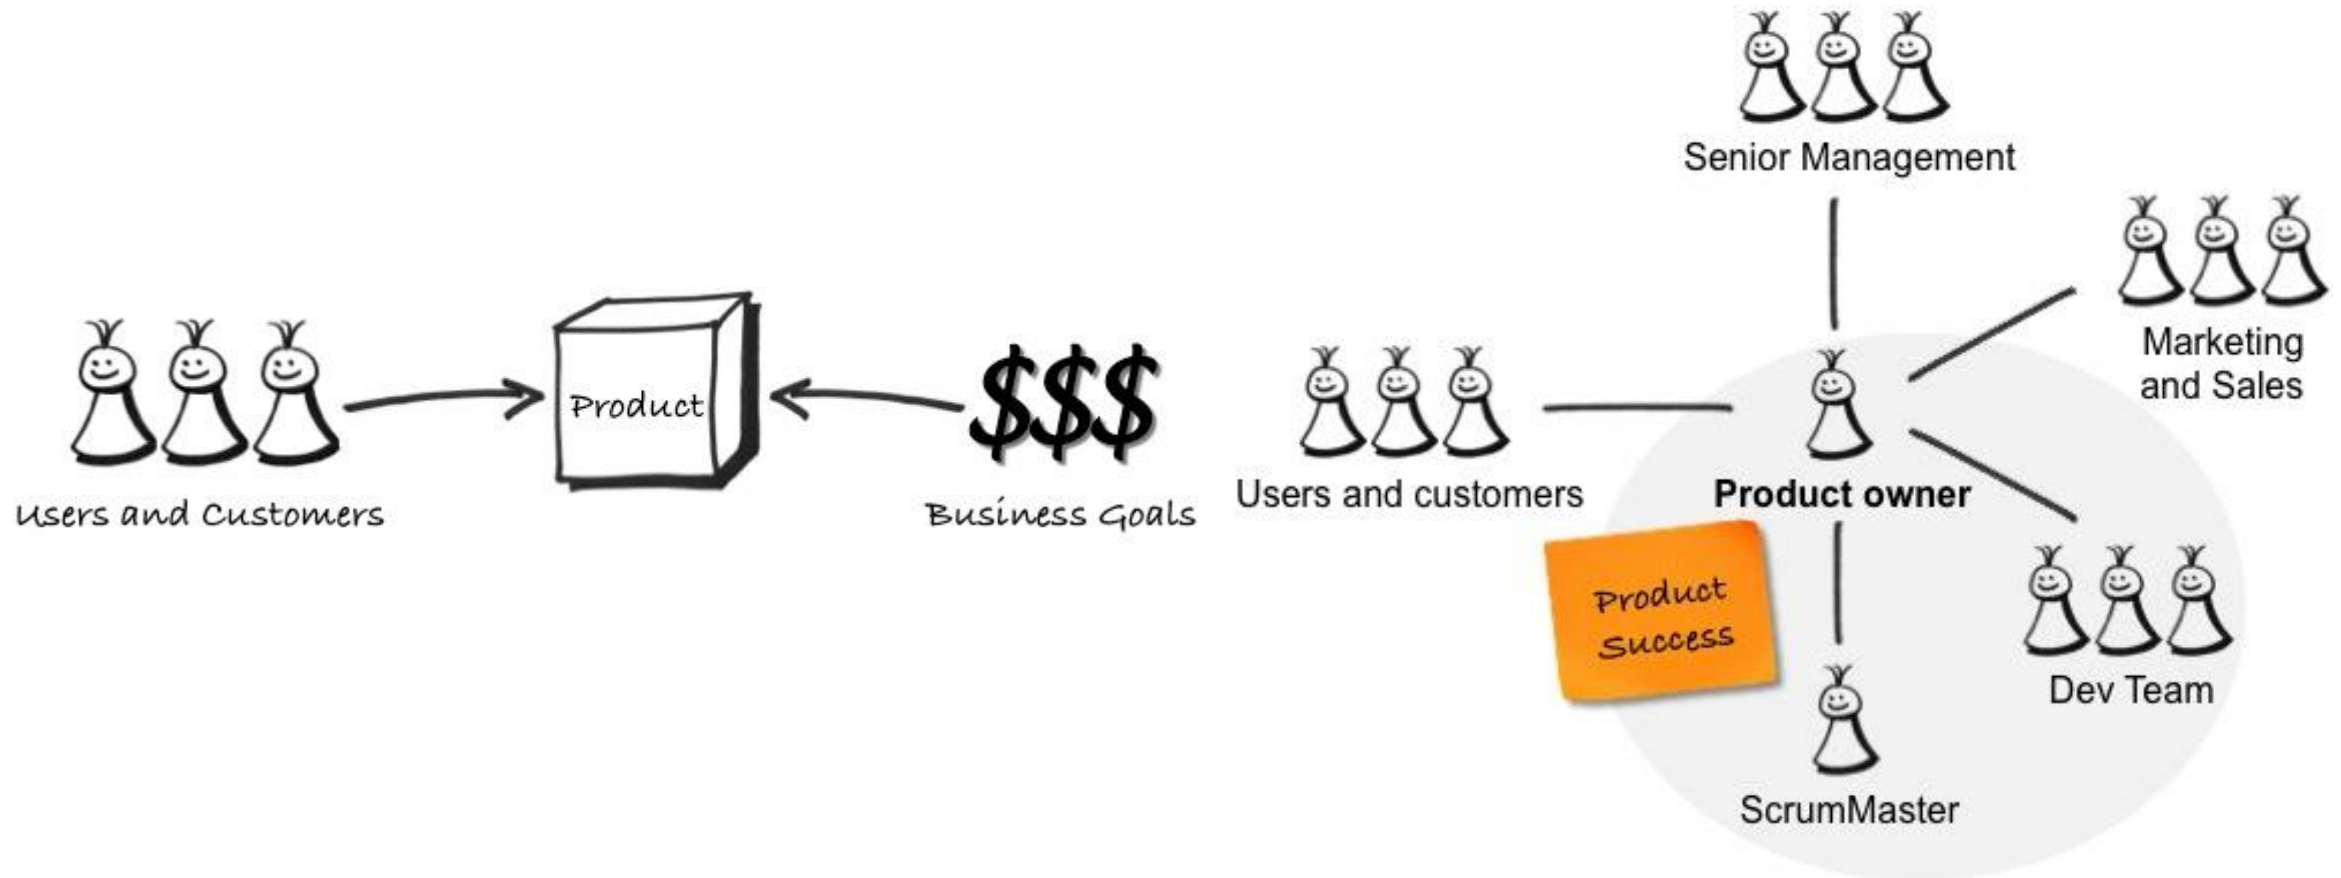 Product
Users and Customers
$$$
Business Goals
Senior Management
Marketing
and Sales
Users and customers
Product owner
Product
Success
Dev Team
ScrumMaster